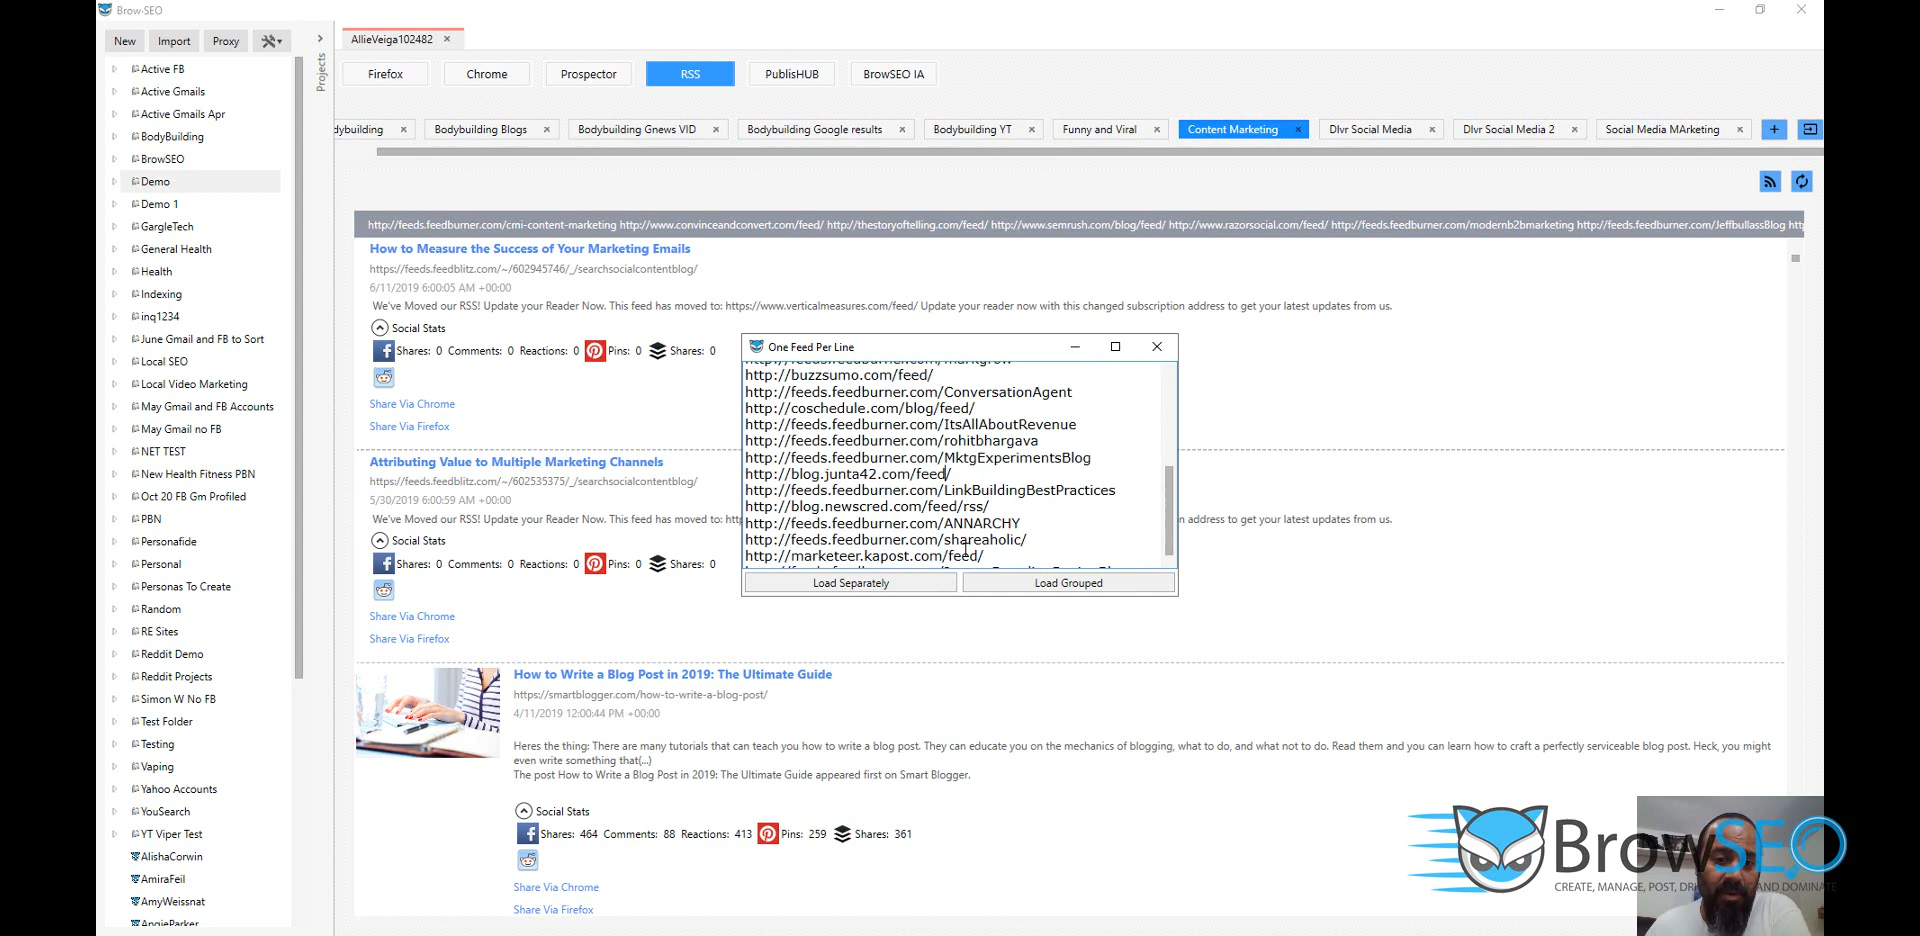 Brow-SEO
New
Import
Proxy
Projects
AllieVeiga102482
Firefox
Chrome
Prospector
RSS
PublisHUB
BrowSEO IA
dybuilding
Bodybuilding Blogs
Bodybuilding Gnews VID
Bodybuilding Google results
Bodybuilding YT
Funny and Viral
Content Marketing
Dlvr Social Media
Dlvr Social Media 2
Social Media MArketing
Active FB
Active Gmails
Active Gmails Apr
BodyBuilding
BrowSEO
Demo
Demo 1
GargleTech
General Health
Health
Indexing
inq1234
June Gmail and FB to Sort
Local SEO
Local Video Marketing
May Gmail and FB Accounts
May Gmail no FB
NET TEST
New Health Fitness PBN
Oct 20 FB Gm Profiled
PBN
Personafide
Personal
Personas To Create
Random
RE Sites
Reddit Demo
Reddit Projects
Simon W No FB
Test Folder
Testing
Vaping
Yahoo Accounts
YouSearch
YT Viper Test
AlishaCorwin
AmiraFeil
AmyWeissnat
AngieParker
http://feeds.feedburner.com/cmi-content-marketing http://www.convinceandconvert.com/feed/ http://thestoryoftelling.com/feed/ http://www.semrush.com/blog/feed/ http://www.razorsocial.com/feed/ http://feeds.feedburner.com/modernb2bmarketing http://feeds.feedburner.com/JeffbullassBlog htt
How to Measure the Success of Your Marketing Emails
https://feeds.feedblitz.com/~/602945746/_/searchsocialcontentblog/
6/11/2019 6:00:05 AM +00:00
We've Moved our RSS! Update your Reader Now. This feed has moved to: https://www.verticalmeasures.com/feed/ Update your reader now with this changed subscription address to get your latest updates from us.
Social Stats
Shares: 0 Comments: 0 Reactions: 0 Pins: 0 Shares: 0
Share Via Chrome
Share Via Firefox
Attributing Value to Multiple Marketing Channels
https://feeds.feedblitz.com/~/602535375/_/searchsocialcontentblog/
5/30/2019 6:00:59 AM +00:00
We've Moved our RSS! Update your Reader Now. This feed has moved to: http
n address to get your latest updates from us.
Social Stats
Shares: 0 Comments: 0 Reactions: 0 Pins: 0 Shares: 0
Share Via Chrome
Share Via Firefox
One Feed Per Line
http://buzzsumo.com/feed/
http://feeds.feedburner.com/ConversationAgent
http://coschedule.com/blog/feed/
http://feeds.feedburner.com/ItsAllAboutRevenue
http://feeds.feedburner.com/rohitbhargava
http://feeds.feedburner.com/MktgExperimentsBlog
http://blog.junta42.com/feed/
http://feeds.feedburner.com/LinkBuildingBestPractices
http://blog.newscred.com/feed/rss/
http://feeds.feedburner.com/ANNARCHY
http://feeds.feedburner.com/shareaholic/
http://marketeer.kapost.com/feed/
Load Separately
Load Grouped
How to Write a Blog Post in 2019: The Ultimate Guide
https://smartblogger.com/how-to-write-a-blog-post/
4/11/2019 12:00:44 PM +00:00
Heres the thing: There are many tutorials that can teach you how to write a blog post. They can educate you on the mechanics of blogging, what to do, and what not to do. Read them and you can learn how to craft a perfectly serviceable blog post. Heck, you might
even write something that(...)
The post How to Write a Blog Post in 2019: The Ultimate Guide appeared first on Smart Blogger.
Social Stats
Shares: 464 Comments: 88 Reactions: 413 Pins: 259 Shares: 361
Share Via Chrome
Share Via Firefox
BrowSEO
CREATE, MANAGE, POST, AND DOMINATE